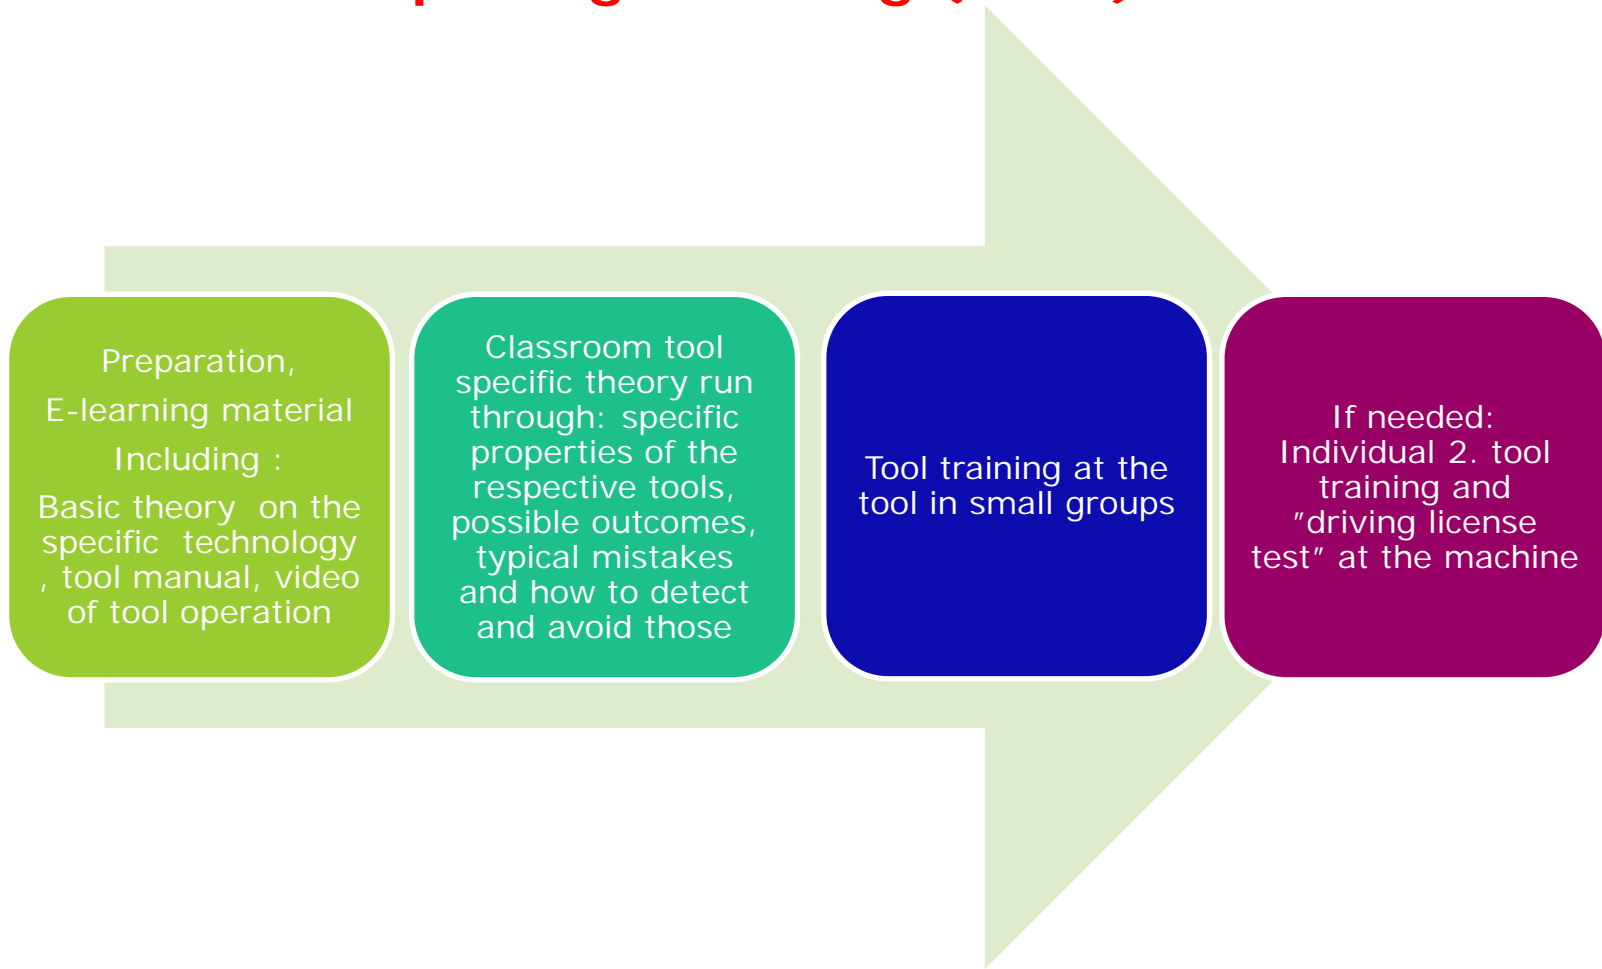 Preparation,
E-learning material
Including :
Basic theory  on the
specific  technology
, tool manual, video
of tool operation
Classroom tool
specific theory run
through: specific
properties of the
respective tools,
possible outcomes,
typical mistakes
and how to detect
and avoid those
Tool training at the
tool in small groups
If needed:
Individual 2. tool
training and
"driving license
test" at the machine